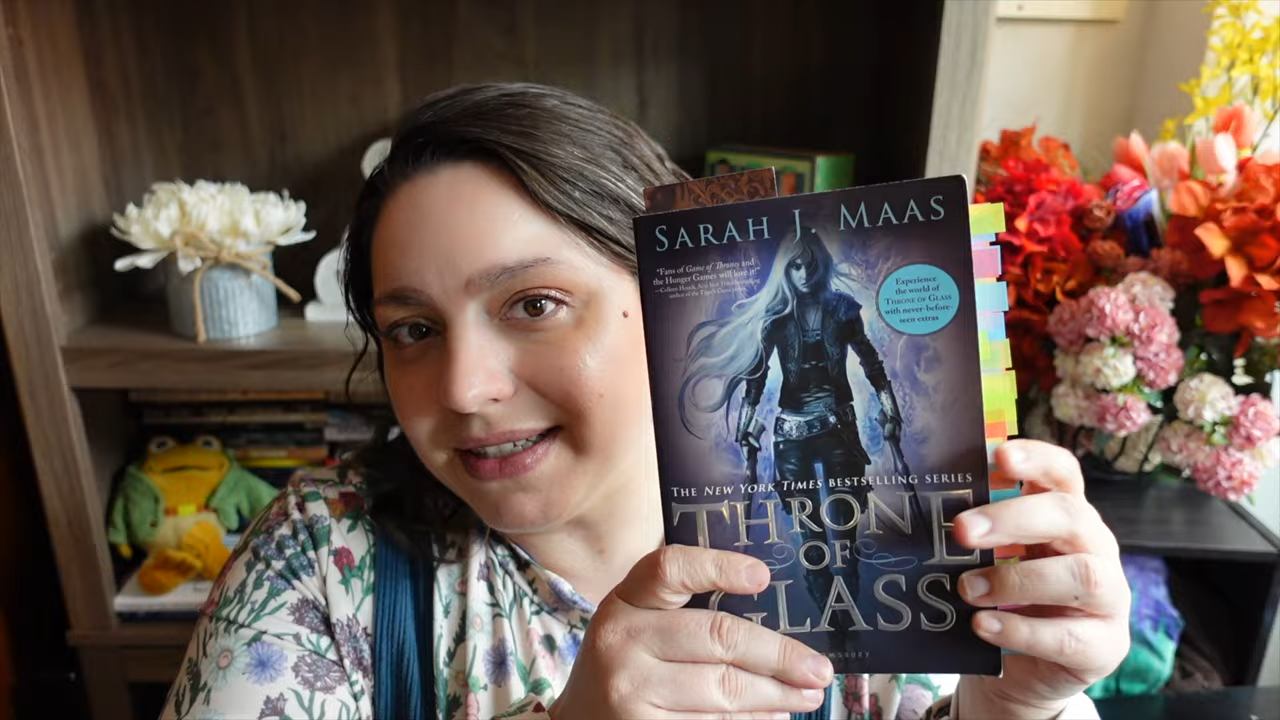 SARAH J. MAAS
"Fans of Game of Thrones and
the Hunger Games will love it!"
Experience
the world of
THRONE OF GLASS
with never-before-
seen extras
THE NEW YORK TIMES BESTSELLING SERIES
THRONE
OF
GLASS